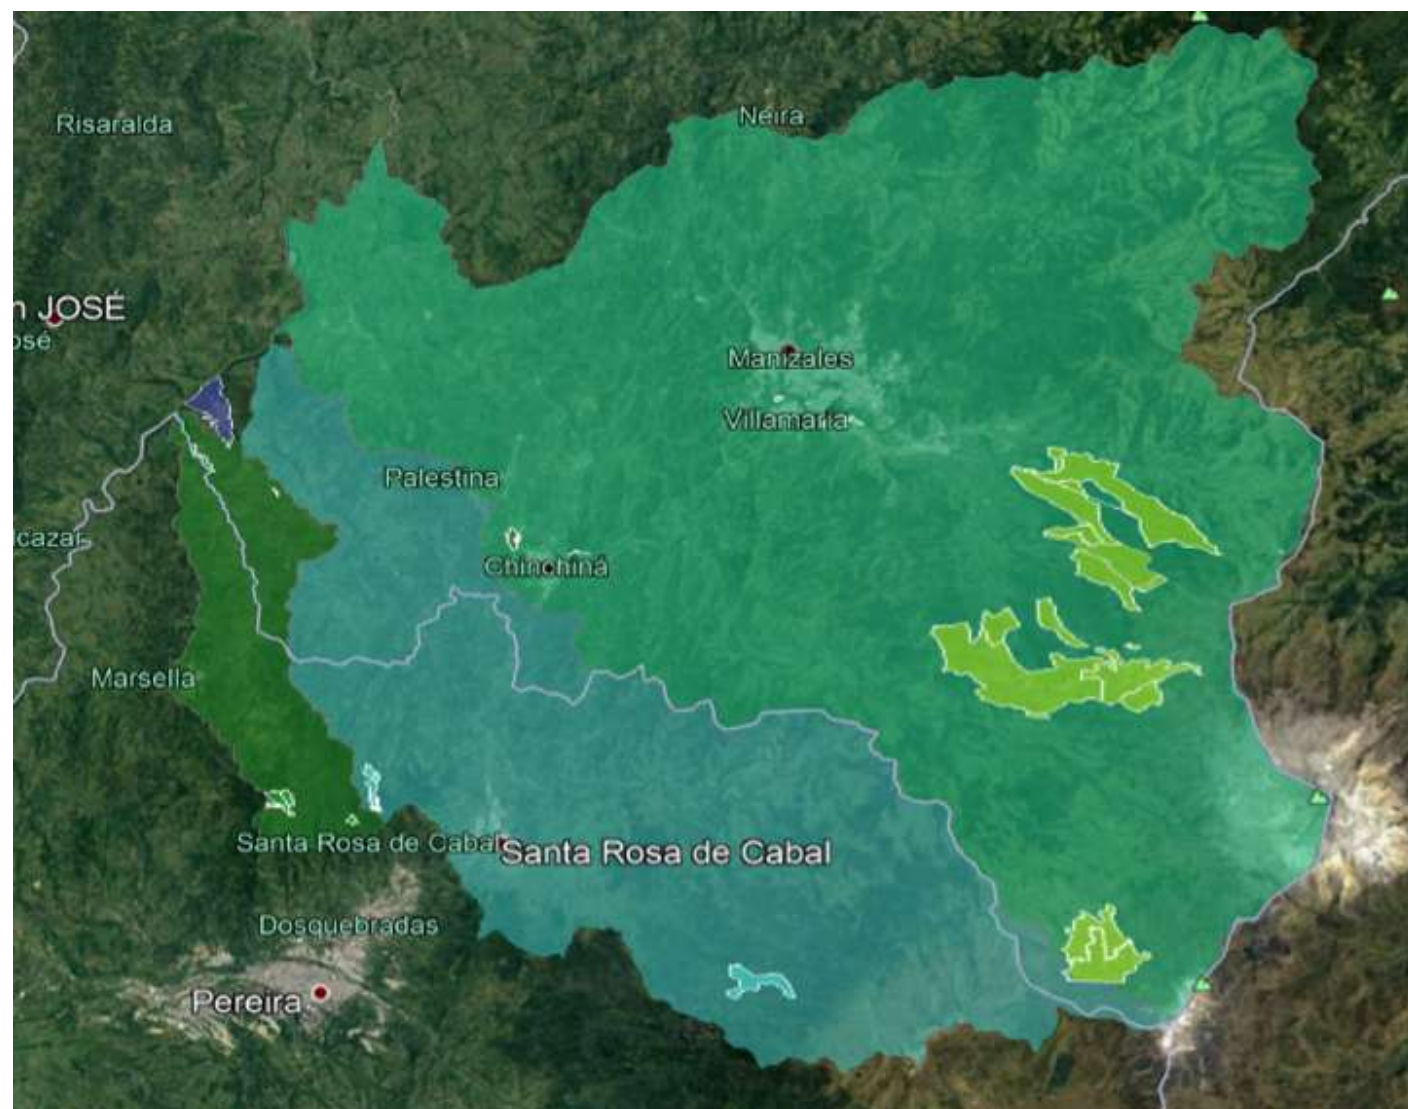 Neira
Risaralda
n JOSÉ
osé
Manizales
Villamaría
Palestina
lcazar
Chinchiná
Marsella
Santa Rosa de Cabal
Santa Rosa de Cabal
Dosquebradas
Pereira